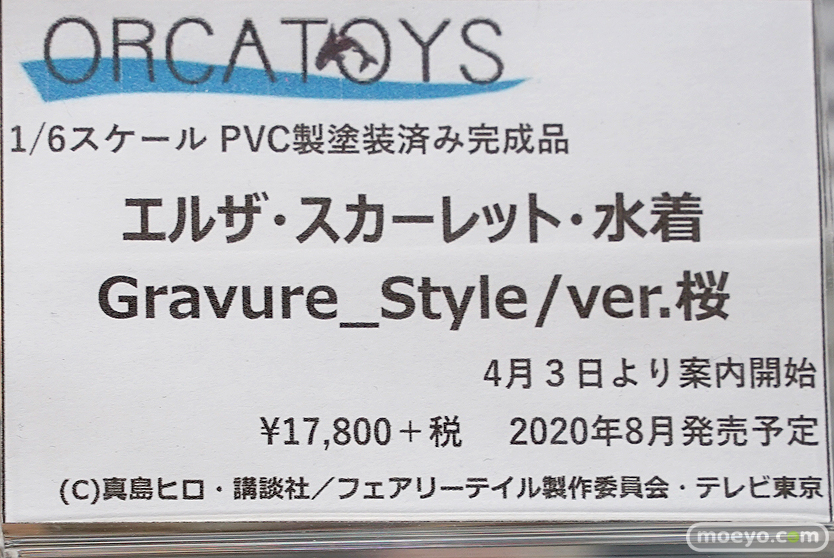 ORCATOYS
1/6スケール PVC製塗装済み完成品
エルザ・スカーレット・水着
Gravure_Style/ver.桜
4月３日より案内開始
¥17,800＋税 2020年8月発売予定
(C)真島ヒロ・講談社／フェアリーテイル製作委員会・テレビ東京
moeyo.com